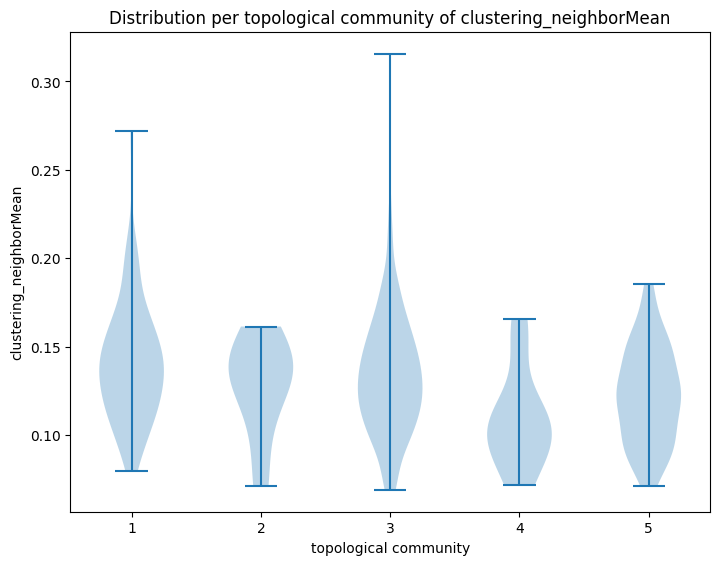 Distribution per topological community of clustering_neighborMean
clustering_neighborMean
0.30
0.25
0.20
0.15
0.10
1 2 3 4 5
topological community